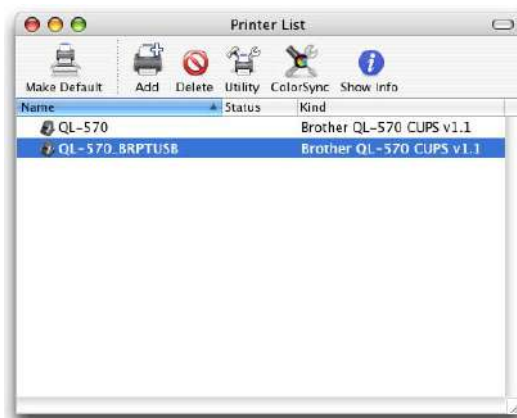 Printer List
Make Default Add Delete Utility ColorSync Show Info
Name Status Kind
QL-570 Brother QL-570 CUPS v1.1
QL-570_BRPTUSB Brother QL-570 CUPS v1.1